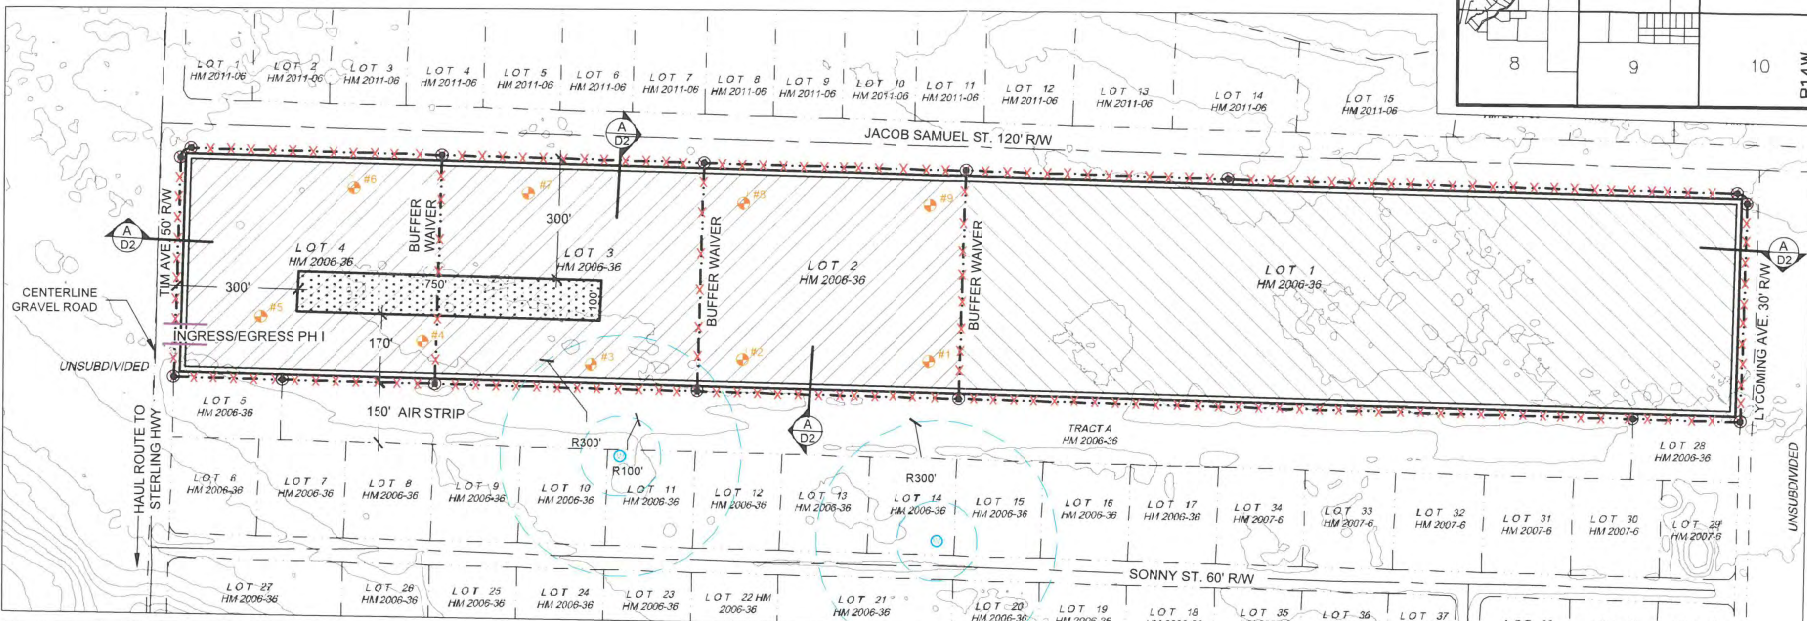 8
9
10
R14W
LOT 1
HM 2011-06
LOT 2
HM 2011-06
LOT 3
HM 2011-06
LOT 4
HM 2011-06
LOT 5
HM 2011-06
LOT 6
HM 2011-06
LOT 7
HM 2011-06
LOT 8
HM 2011-06
LOT 9
HM 2011-06
LOT 10
HM 2011-06
LOT 11
HM 2011-06
LOT 12
HM 2011-06
LOT 13
HM 2011-06
LOT 14
HM 2011-06
LOT 15
A
D2
JACOB SAMUEL ST. 120' R/W
TIM AVE 50' R/W
#6
#7
#8
#9
BUFFER
WAIVER
300'
BUFFER WAIVER
BUFFER WAIVER
A
D2
LOT 4
HM 2006-36
LOT 3
HM 2006-36
LOT 2
HM 2006-36
LOT 1
HM 2006-36
A
D2
LYCOMING AVE. 30' R/W
CENTERLINE
GRAVEL ROAD
300'
750'
100'
#5
INGRESS/EGRESS PH I
170'
#4
#3
#2
#1
UNSUBDIVIDED
HAUL ROUTE TO
STERLING HWY
LOT 5
HM 2006-36
150' AIRSTRIP
A
D2
TRACT A
HM 2006-36
R300'
R100'
R300'
LOT 28
HM 2006-36
UNSUBDIVIDED
LOT 6
HM 2006-36
LOT 7
HM 2006-36
LOT 8
HM 2006-36
LOT 9
HM 2006-36
LOT 10
HM 2006-36
LOT 11
HM 2006-36
LOT 12
HM 2006-36
LOT 13
HM 2006-36
LOT 14
HM 2006-36
LOT 15
HM 2006-36
LOT 16
HM 2006-36
LOT 17
HM 2006-36
LOT 34
HM 2007-6
LOT 33
HM 2007-6
LOT 32
HM 2007-6
LOT 31
HM 2007-6
LOT 30
HM 2007-6
LOT 29
HM 2007-6
SONNY ST. 60' R/W
LOT 27
HM 2006-36
LOT 26
HM 2006-36
LOT 25
HM 2006-36
LOT 24
HM 2006-36
LOT 23
HM 2006-36
LOT 22 HM
2006-36
LOT 21
HM 2006-36
LOT 20
HM 2006-36
LOT 19
HM 2006-36
LOT 18
LOT 35
LOT 36
LOT 37